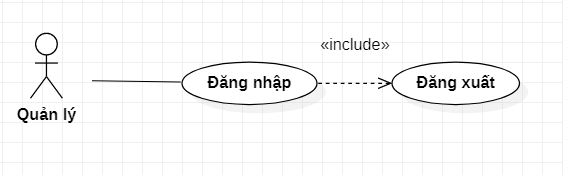 «include»
Đăng nhập
Đăng xuất
Quản lý